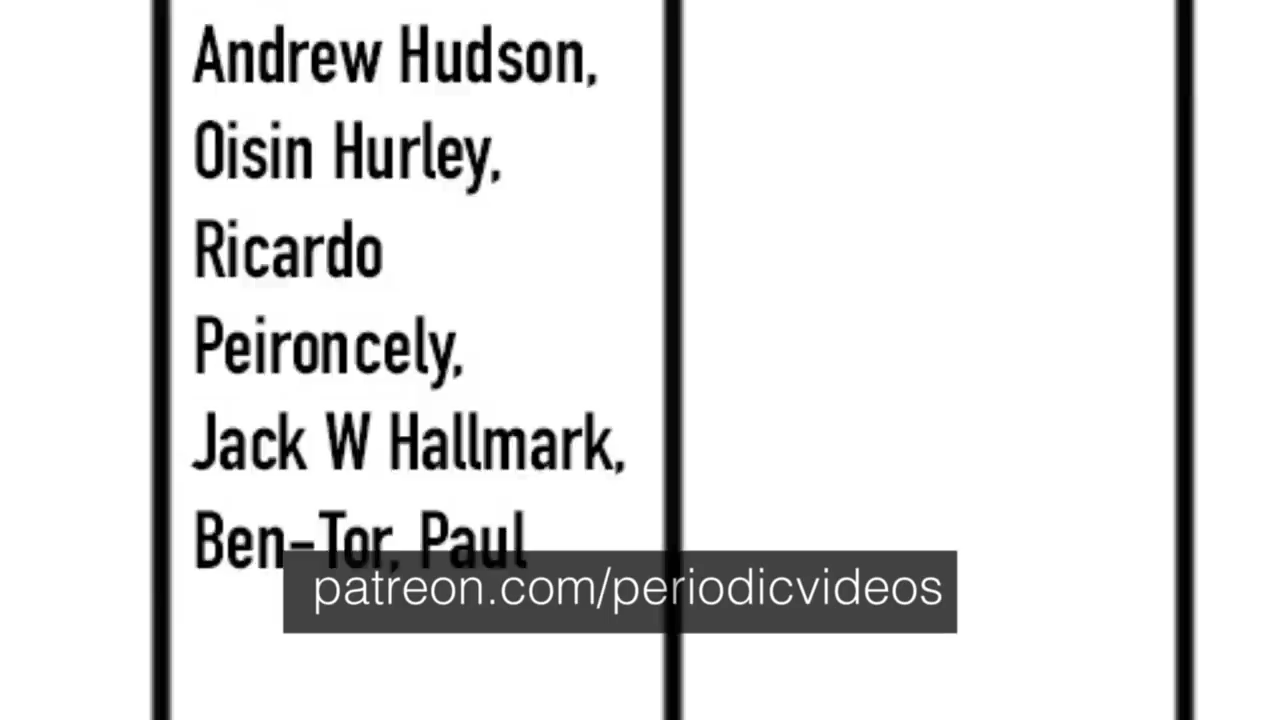 Andrew Hudson,
Oisin Hurley,
Ricardo
Peironcely,
Jack W Hallmark,
Ben-Tor, Paul
patreon.com/periodicvideos